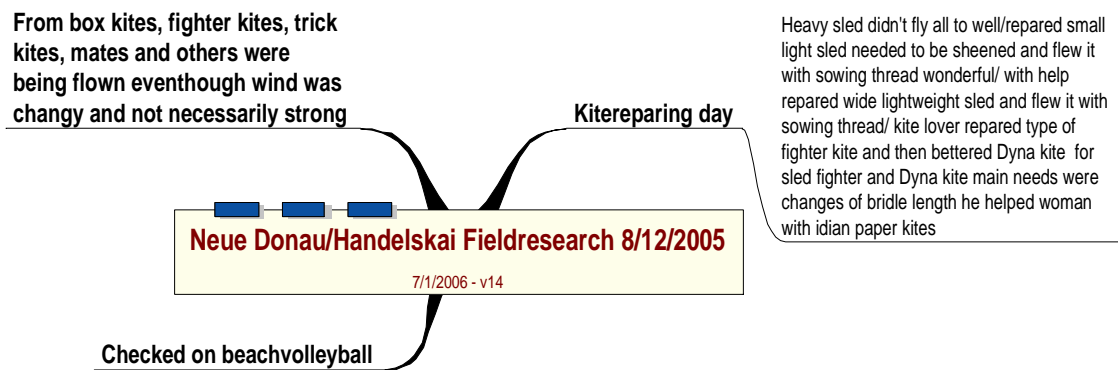 From box kites, fighter kites, trick
kites, mates and others were
being flown eventhough wind was
changy and not necessarily strong
Kitereparing day
Heavy sled didn't fly all to well/repared small
light sled needed to be sheened and flew it
with sowing thread wonderful/ with help
repared wide lightweight sled and flew it with
sowing thread/ kite lover repared type of
fighter kite and then bettered Dyna kite for
sled fighter and Dyna kite main needs were
changes of bridle length he helped woman
with idian paper kites
Neue Donau/Handelskai Fieldresearch 8/12/2005
7/1/2006 - v14
Checked on beachvolleyball